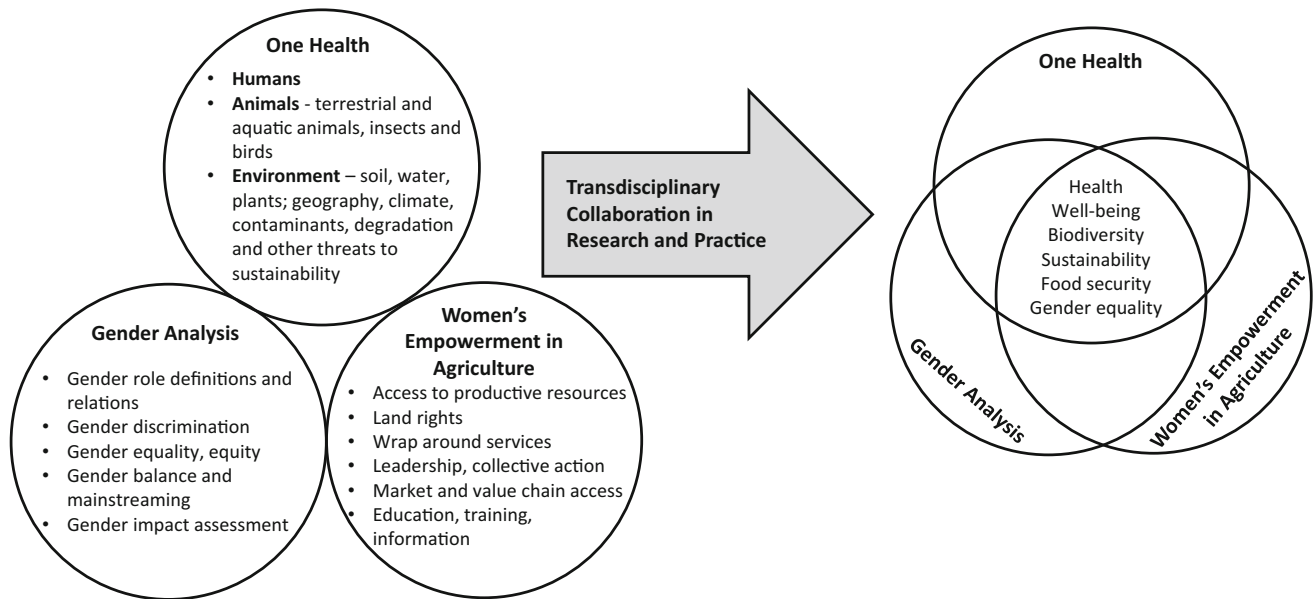 One Health
• Humans
• Animals - terrestrial and
aquatic animals, insects and
birds
• Environment – soil, water,
plants; geography, climate,
contaminants, degradation
and other threats to
sustainability
Gender Analysis
• Gender role definitions and
relations
• Gender discrimination
• Gender equality, equity
• Gender balance and
mainstreaming
• Gender impact assessment
Women’s
Empowerment in
Agriculture
• Access to productive resources
• Land rights
• Wrap around services
• Leadership, collective action
• Market and value chain access
• Education, training,
information
Transdisciplinary
Collaboration in
Research and Practice
One Health
Health
Well-being
Biodiversity
Sustainability
Food security
Gender equality
Gender Analysis
Women’s Empowerment
in Agriculture